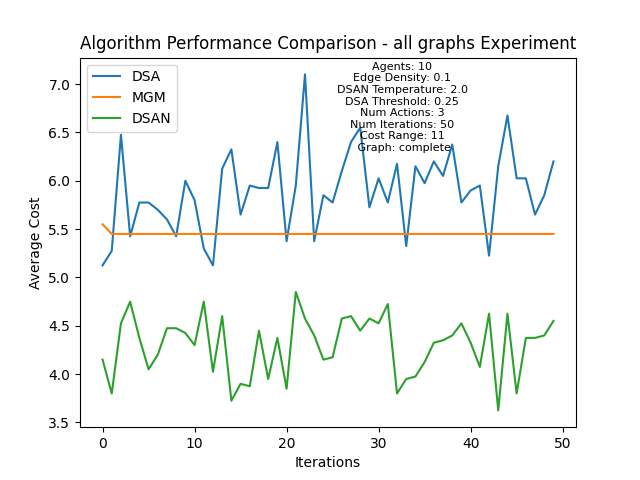 Algorithm Performance Comparison - all graphs Experiment
DSA
MGM
DSAN
Agents: 10
Edge Density: 0.1
DSAN Temperature: 2.0
DSA Threshold: 0.25
Num Actions: 3
Num Iterations: 50
Cost Range: 11
Graph: complete
Average Cost
7.0
6.5
6.0
5.5
5.0
4.5
4.0
3.5
0 10 20 30 40 50
Iterations